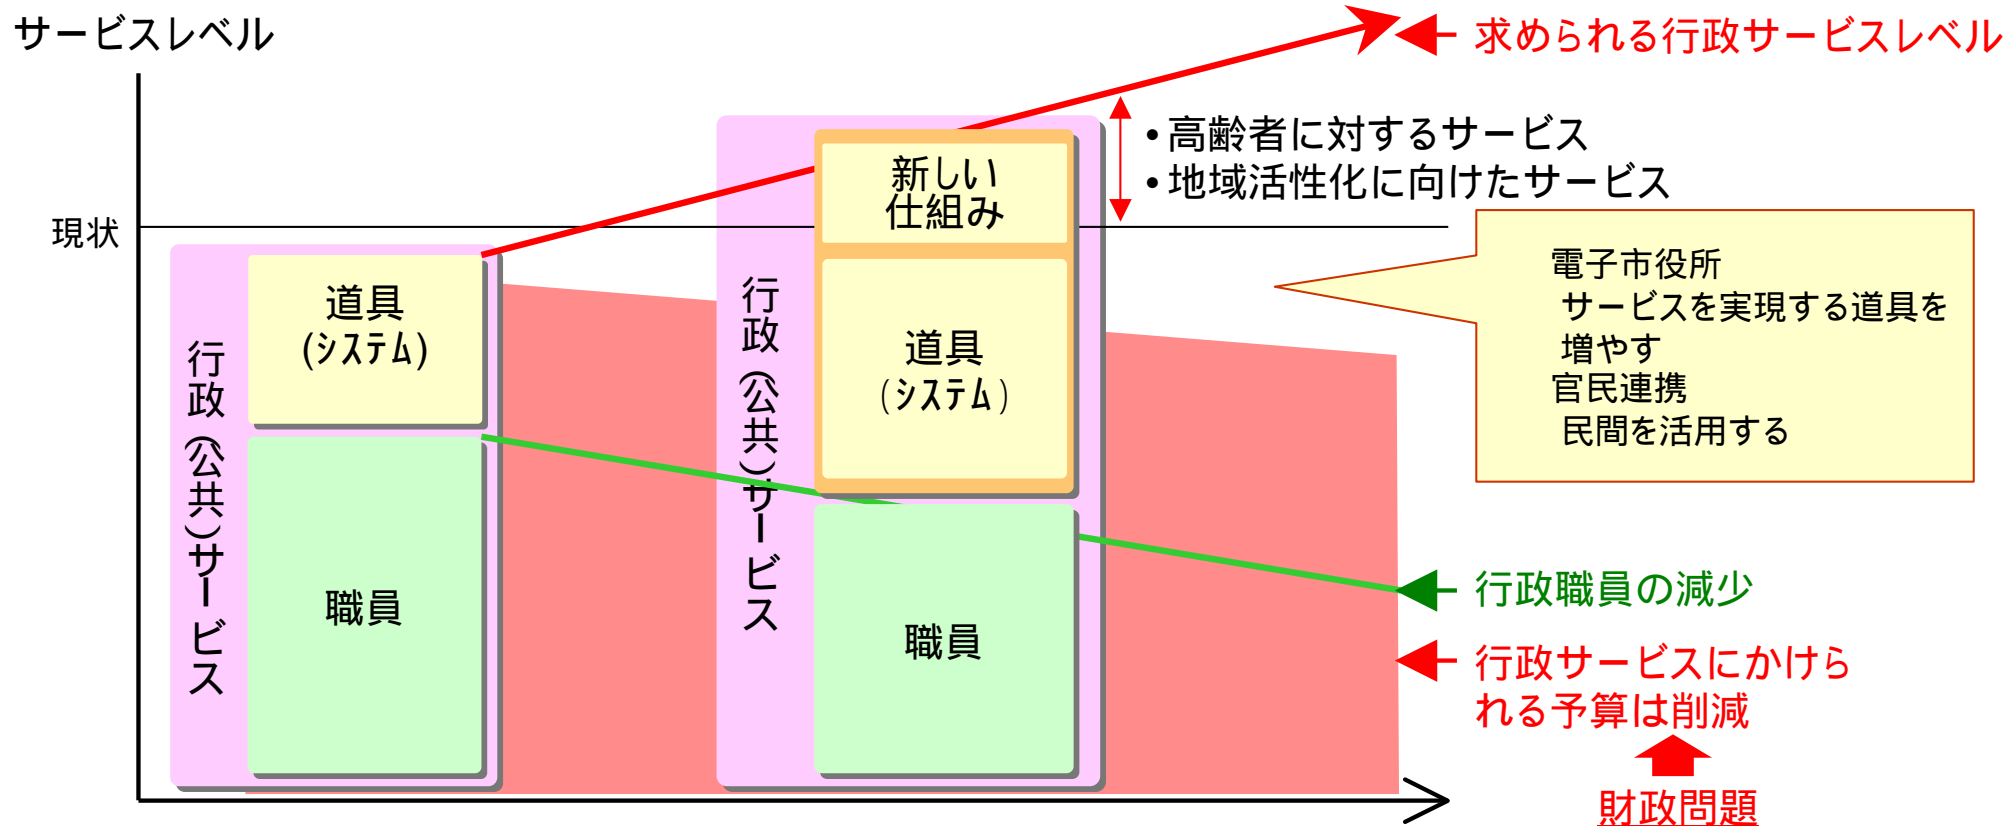 サービスレベル
求められる行政サービスレベル
•高齢者に対するサービス
•地域活性化に向けたサービス
現状
新しい
仕組み
道具
(システム)
行政(公共)サービス
職員
道具
(システム)
行政(公共)サービス
職員
電子市役所
サービスを実現する道具を
増やす
官民連携
民間を活用する
行政職員の減少
行政サービスにかけら
れる予算は削減
財政問題